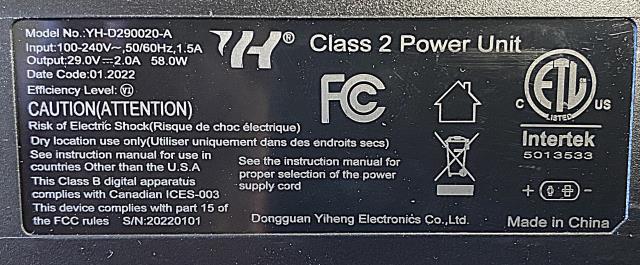 Model No.:YH-D290020-A
Input:100-240V~,50/60Hz,1.5A
Output:29.0V⎓2.0A 58.0W
Date Code:01.2022
Efficiency Level: VI
CAUTION(ATTENTION)
Risk of Electric Shock(Risque de choc électrique)
Dry location use only(Utiliser uniquement dans des endroits secs)
See instruction manual for use in
countries Other than the U.S.A
This Class B digital apparatus
complies with Canadian ICES-003
This device complies with part 15 of
the FCC rules S/N:20220101
YH®
Class 2 Power Unit
FC
See the instruction manual for
proper selection of the power
supply cord
Dongguan Yiheng Electronics Co.,Ltd.
C ETL US
LISTED
Intertek
5013533
Made in China